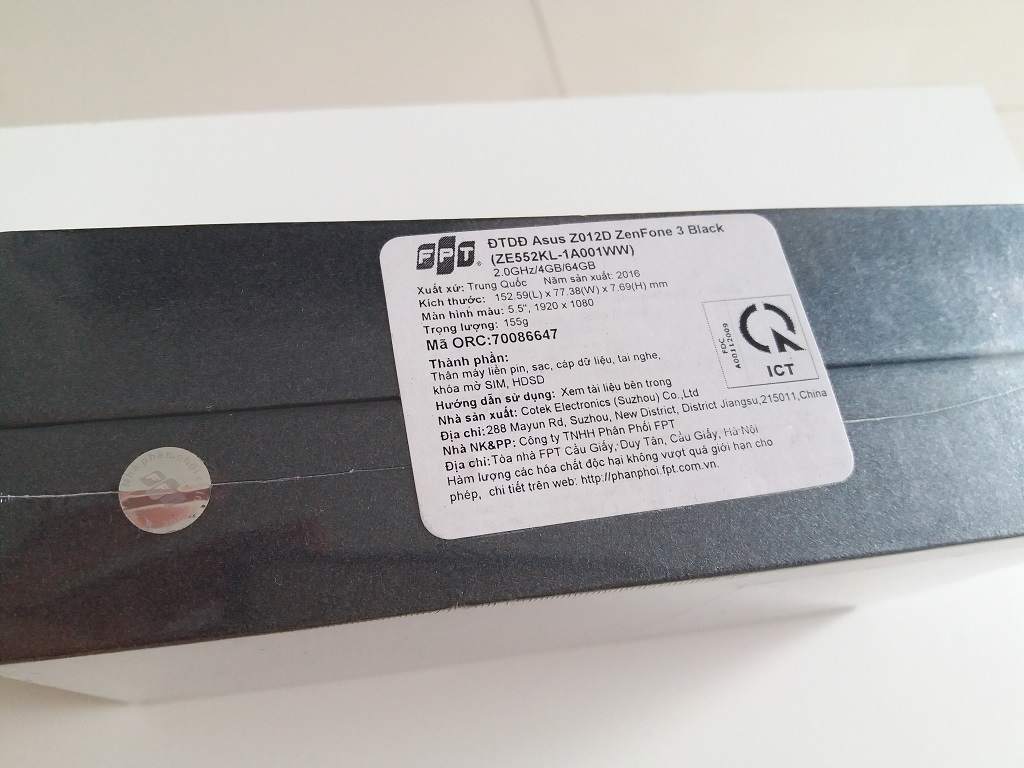 FPT
ĐTDĐ Asus Z012D ZenFone 3 Black
(ZE552KL-1A001WW)
2.0GHz/4GB/64GB
Xuất xứ: Trung Quốc Năm sản xuất: 2016
Kích thước: 152.59(L) x 77.38(W) x 7.69(H) mm
Màn hình màu: 5.5", 1920 x 1080
Trọng lượng: 155g
Mã ORC:70086647
Thành phần:
Thân máy liền pin, sạc, cáp dữ liệu, tai nghe,
khóa mở SIM, HDSD
Hướng dẫn sử dụng: Xem tài liệu bên trong
Nhà sản xuất: Cotek Electronics (Suzhou) Co.,Ltd
Địa chỉ:288 Mayun Rd, Suzhou, New District, District Jiangsu,215011,China
Nhà NK&PP: Công ty TNHH Phân Phối FPT
Địa chỉ:Tòa nhà FPT Cầu Giấy, Duy Tân, Cầu Giấy, Hà Nội
Hàm lượng các hóa chất độc hại không vượt quá giới hạn cho
phép, chi tiết trên web: http://phanphoi.fpt.com.vn.
FDC
A00112009
ICT